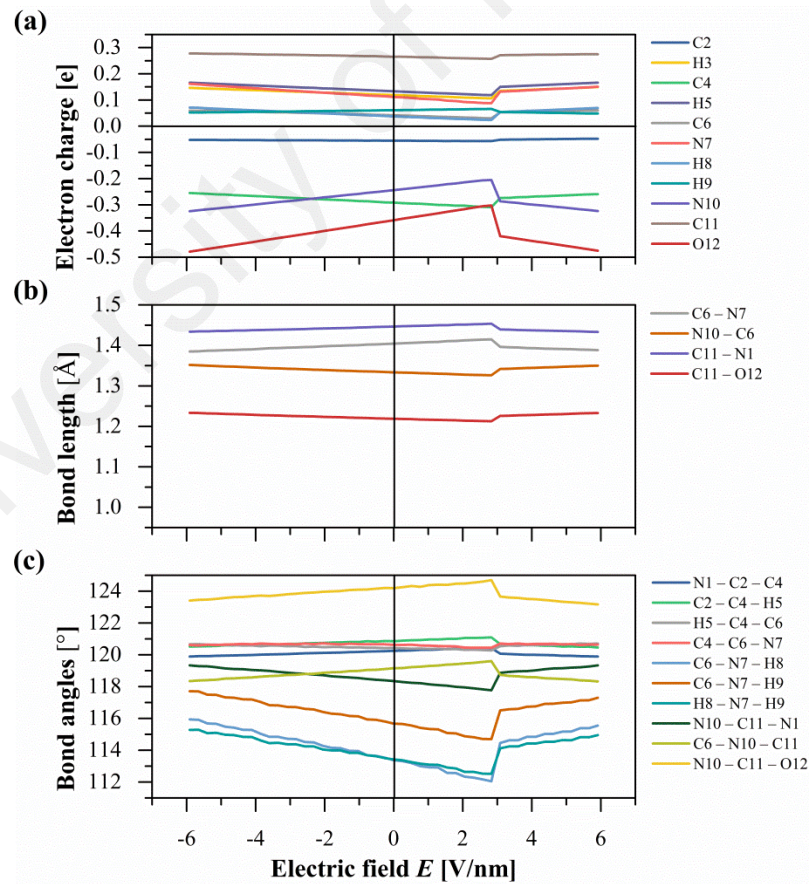 (a)
0.3
0.2
0.1
0.0
-0.1
-0.2
-0.3
-0.4
-0.5
Electron charge [e]
C2
H3
C4
H5
C6
N7
H8
H9
N10
C11
O12
(b)
1.5
1.4
1.3
1.2
1.1
1.0
Bond length [Å]
C6 – N7
N10 – C6
C11 – N1
C11 – O12
(c)
124
122
120
118
116
114
112
Bond angles [°]
N1 – C2 – C4
C2 – C4 – H5
H5 – C4 – C6
C4 – C6 – N7
C6 – N7 – H8
C6 – N7 – H9
H8 – N7 – H9
N10 – C11 – N1
C6 – N10 – C11
N10 – C11 – O12
-6 -4 -2 0 2 4 6
Electric field E [V/nm]
versity of